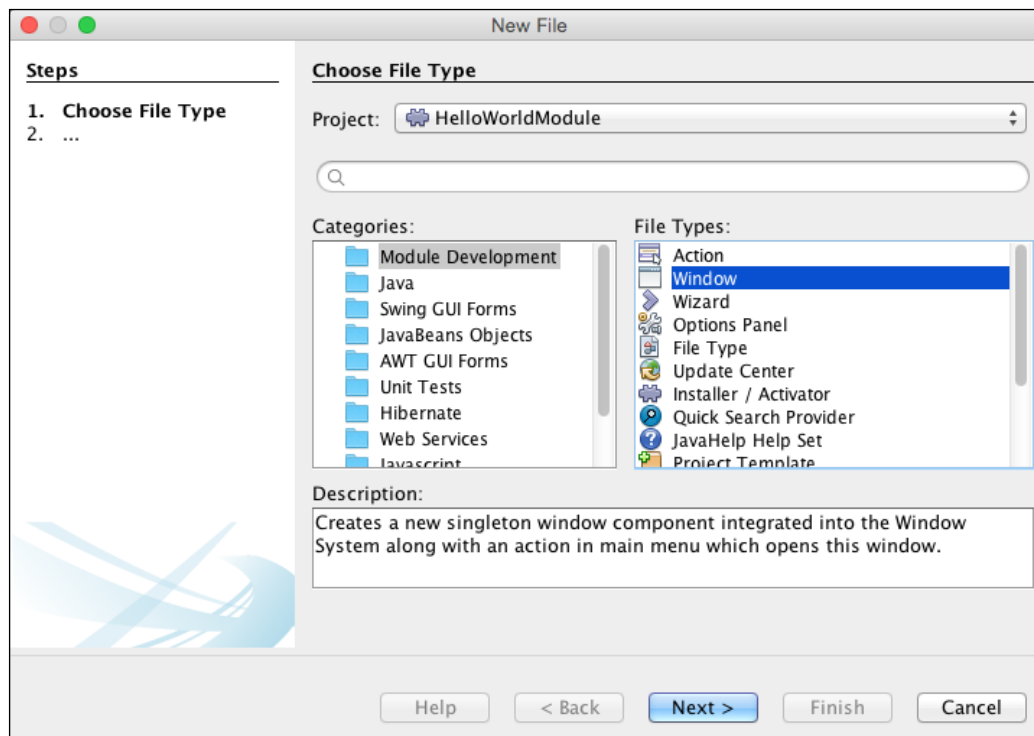 New File
Steps
1. Choose File Type
2. ...
Choose File Type
Project: HelloWorldModule
Categories:
Module Development
Java
Swing GUI Forms
JavaBeans Objects
AWT GUI Forms
Unit Tests
Hibernate
Web Services
Javascript
File Types:
Action
Window
Wizard
Options Panel
File Type
Update Center
Installer / Activator
Quick Search Provider
JavaHelp Help Set
Project Template
Description:
Creates a new singleton window component integrated into the Window
System along with an action in main menu which opens this window.
Help < Back Next > Finish Cancel